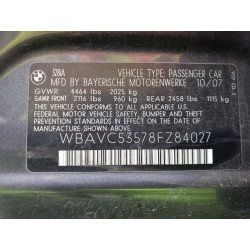 VEHICLE TYPE: PASSENGER CAR
MFD BY BAYERISCHE MOTORENWERKE 10/07
GVWR 4464 lbs 2025 kg
GAWR FRONT 2116 lbs 960 kg REAR 2458 lbs 1115 kg
THIS VEHICLE CONFORMS TO ALL APPLICABLE
FEDERAL MOTOR VEHICLE SAFETY, BUMPER,
AND THEFT PREVENTION STANDARDS IN EFFECT
ON THE DATE OF MANUFACTURE SHOWN ABOVE.
WBAVC53578FZ84027